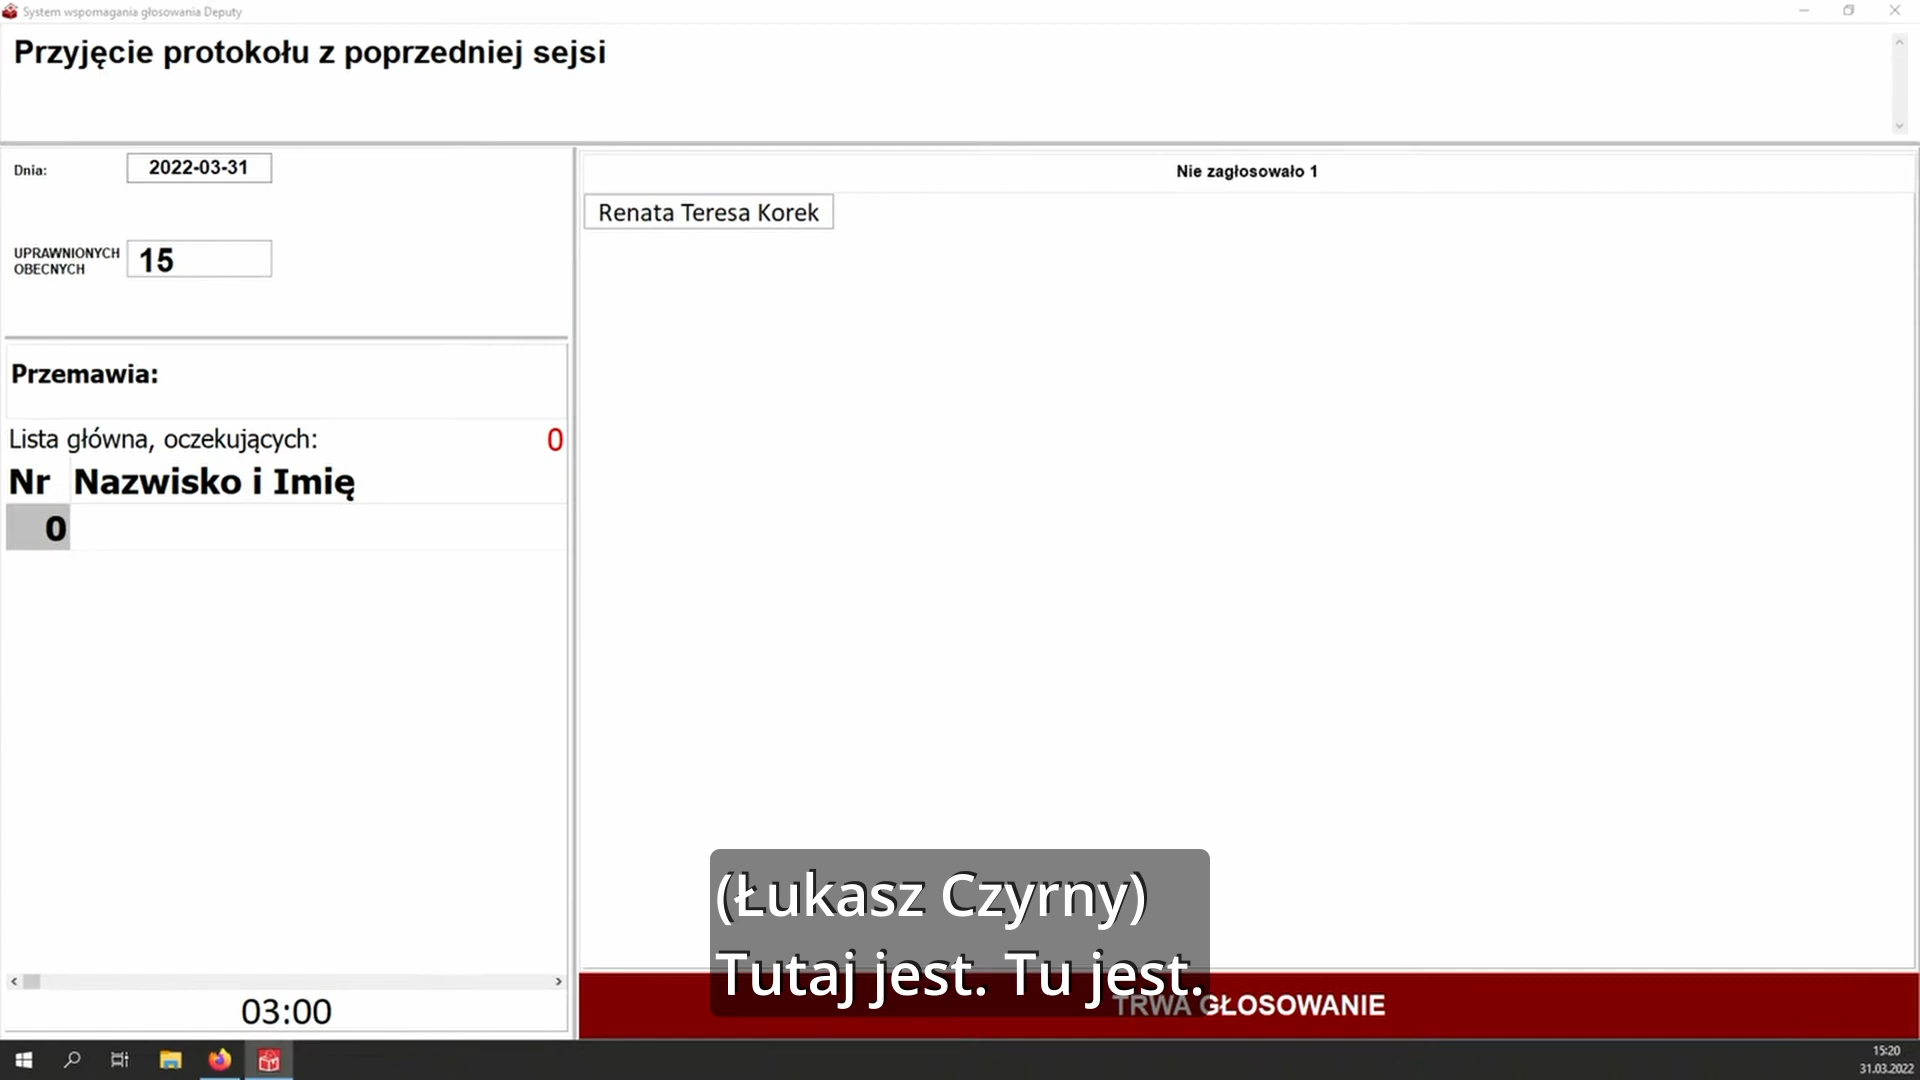 System wspomagania głosowania Deputy
Przyjęcie protokołu z poprzedniej sejsi
Dnia: 2022-03-31
UPRAWNIONYCH OBECNYCH 15
Przemawia:
Lista główna, oczekujących: 0
Nr Nazwisko i Imię
0
03:00
Nie zagłosowało 1
Renata Teresa Korek
(Łukasz Czyrny)
Tutaj jest. Tu jest.
TRWA GŁOSOWANIE
15:20
31.03.2022